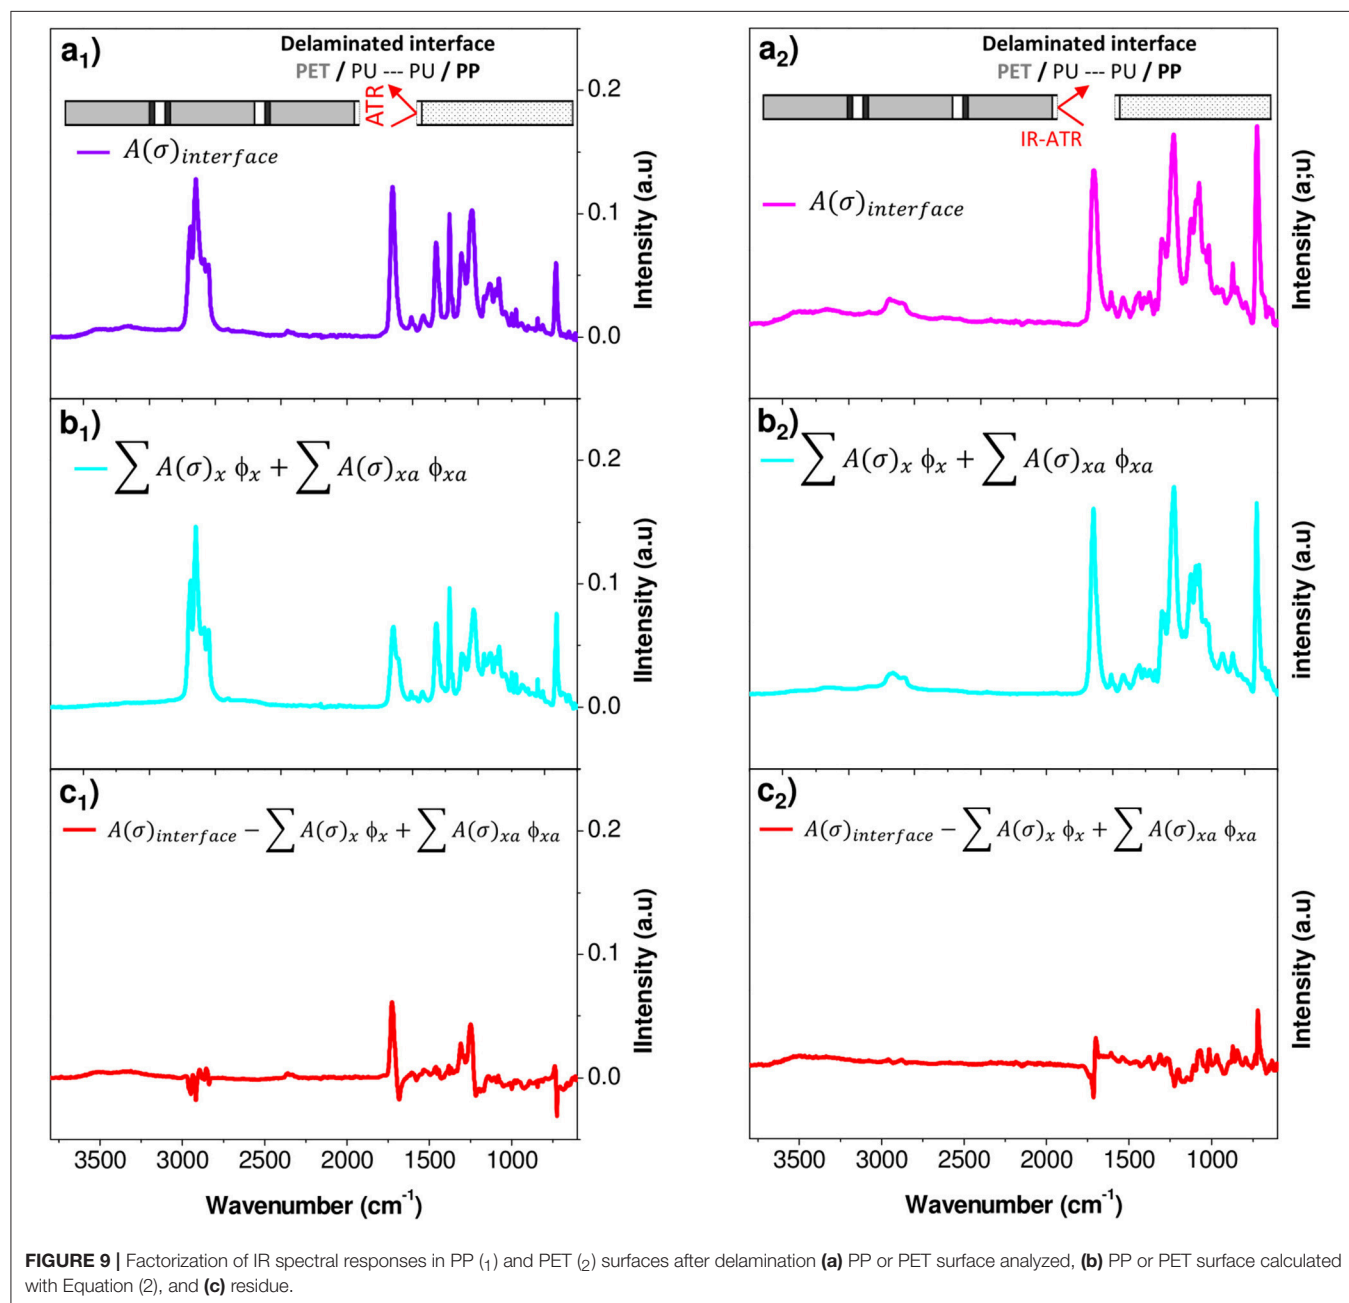 a₁)
Delaminated interface
PET / PU --- PU / PP
ATR
A(σ)interface
0.2
0.1
0.0
Intensity (a.u)
a₂)
Delaminated interface
PET / PU --- PU / PP
IR-ATR
A(σ)interface
Intensity (a;u)
b₁)
∑ A(σ)x ϕx + ∑ A(σ)xa ϕxa
0.2
0.1
0.0
IIntensity (a.u)
b₂)
∑ A(σ)x ϕx + ∑ A(σ)xa ϕxa
intensity (a.u)
c₁)
A(σ)interface − ∑ A(σ)x ϕx + ∑ A(σ)xa ϕxa
0.2
0.1
0.0
IIntensity (a.u)
3500 3000 2500 2000 1500 1000
Wavenumber (cm⁻¹)
c₂)
A(σ)interface − ∑ A(σ)x ϕx + ∑ A(σ)xa ϕxa
Intensity (a.u)
3500 3000 2500 2000 1500 1000
Wavenumber (cm⁻¹)
FIGURE 9 | Factorization of IR spectral responses in PP (₁) and PET (₂) surfaces after delamination (a) PP or PET surface analyzed, (b) PP or PET surface calculated
with Equation (2), and (c) residue.